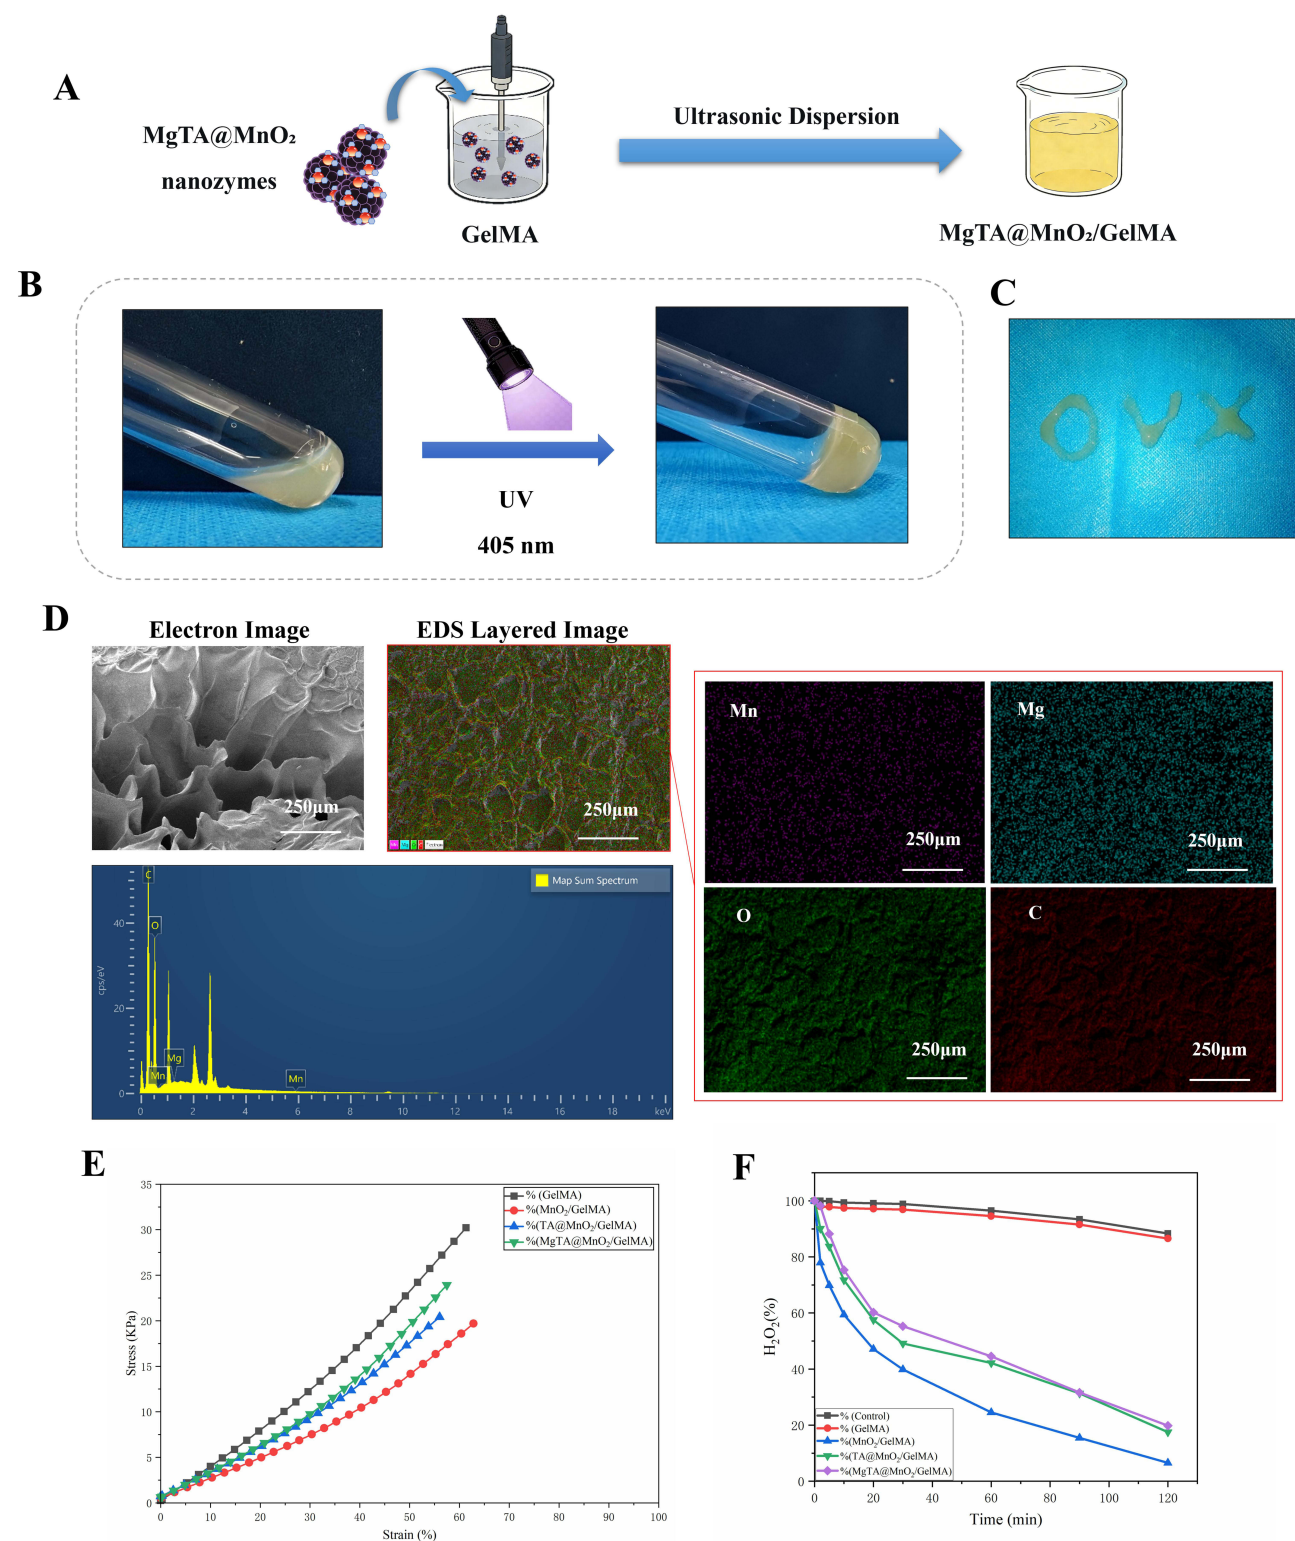 A
MgTA@MnO₂
nanozymes
GelMA
Ultrasonic Dispersion
MgTA@MnO₂/GelMA
B
UV
405 nm
C
O V X
D
Electron Image
250μm
EDS Layered Image
250μm
Mn
250μm
Mg
250μm
O
250μm
C
250μm
Map Sum Spectrum
cps/eV
40
20
0
C
O
Mn
Mg
Mn
0 2 4 6 8 10 12 14 16 18 keV
E
Stress (KPa)
35
30
25
20
15
10
5
0
% (GelMA)
%(MnO₂/GelMA)
%(TA@MnO₂/GelMA)
%(MgTA@MnO₂/GelMA)
0 10 20 30 40 50 60 70 80 90 100
Strain (%)
F
H₂O₂(%)
100
80
60
40
20
0
% (Control)
% (GelMA)
%(MnO₂/GelMA)
%(TA@MnO₂/GelMA)
%(MgTA@MnO₂/GelMA)
0 20 40 60 80 100 120
Time (min)